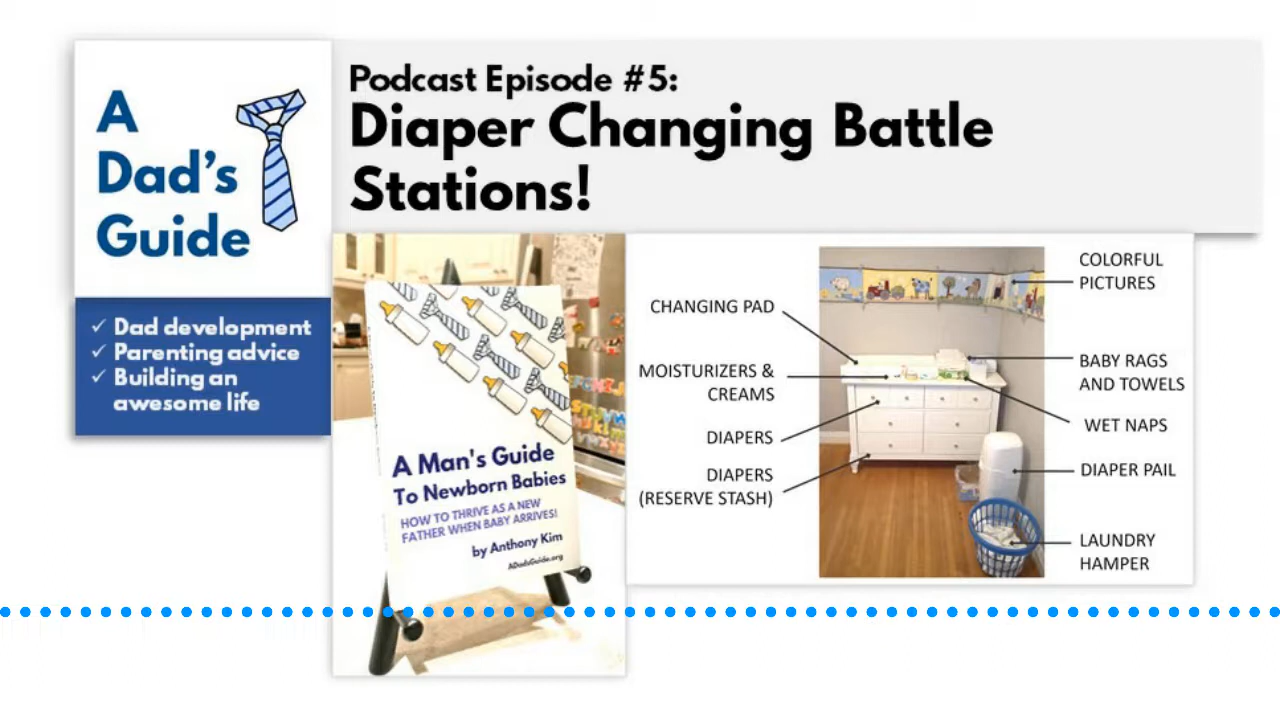 A
Dad's
Guide
✓ Dad development
✓ Parenting advice
✓ Building an
awesome life
Podcast Episode #5:
Diaper Changing Battle
Stations!
A Man's Guide
To Newborn Babies
HOW TO THRIVE AS A NEW
FATHER WHEN BABY ARRIVES!
by Anthony Kim
ADadsGuide.org
CHANGING PAD
MOISTURIZERS &
CREAMS
DIAPERS
DIAPERS
(RESERVE STASH)
COLORFUL
PICTURES
BABY RAGS
AND TOWELS
WET NAPS
DIAPER PAIL
LAUNDRY
HAMPER